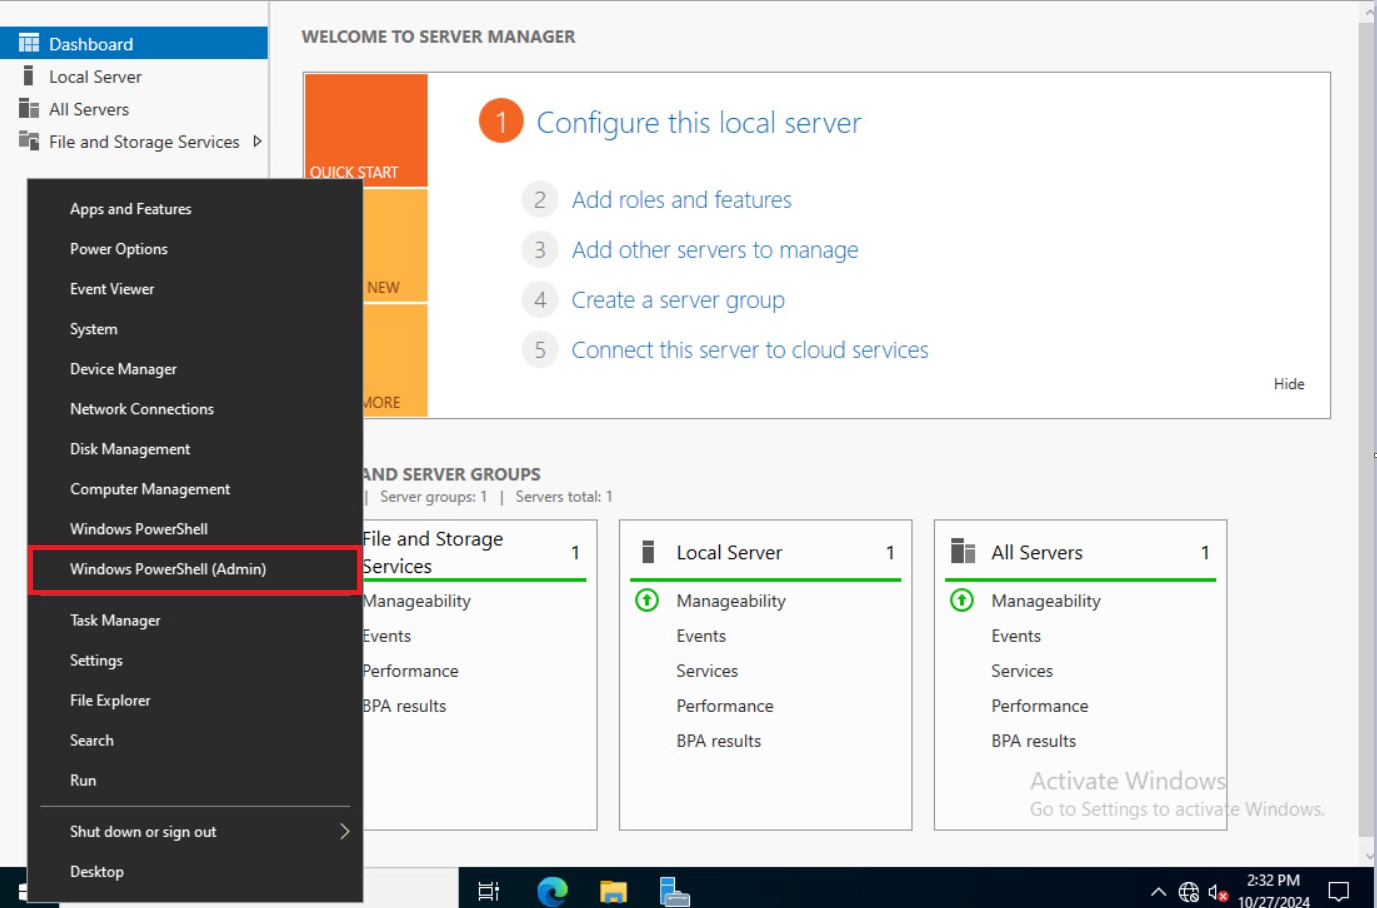 Dashboard
Local Server
All Servers
File and Storage Services
WELCOME TO SERVER MANAGER
QUICK START
NEW
MORE
1 Configure this local server
2 Add roles and features
3 Add other servers to manage
4 Create a server group
5 Connect this server to cloud services
Hide
Apps and Features
Power Options
Event Viewer
System
Device Manager
Network Connections
Disk Management
Computer Management
Windows PowerShell
Windows PowerShell (Admin)
Task Manager
Settings
File Explorer
Search
Run
Shut down or sign out
Desktop
AND SERVER GROUPS
| Server groups: 1 | Servers total: 1
File and Storage
Services 1
Manageability
Events
Performance
BPA results
Local Server 1
Manageability
Events
Services
Performance
BPA results
All Servers 1
Manageability
Events
Services
Performance
BPA results
Activate Windows
Go to Settings to activate Windows.
2:32 PM
10/27/2024